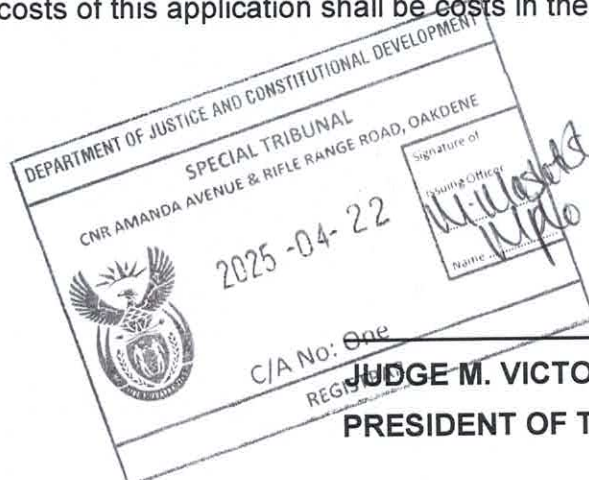 costs of this application shall be costs in the
DEPARTMENT OF JUSTICE AND CONSTITUTIONAL DEVELOPMENT
SPECIAL TRIBUNAL
CNR AMANDA AVENUE & RIFLE RANGE ROAD, OAKDENE
Signature of
Issuing Officer
2025-04-22
Name
C/A No: One
REGISTRAR
JUDGE M. VICTO
PRESIDENT OF T